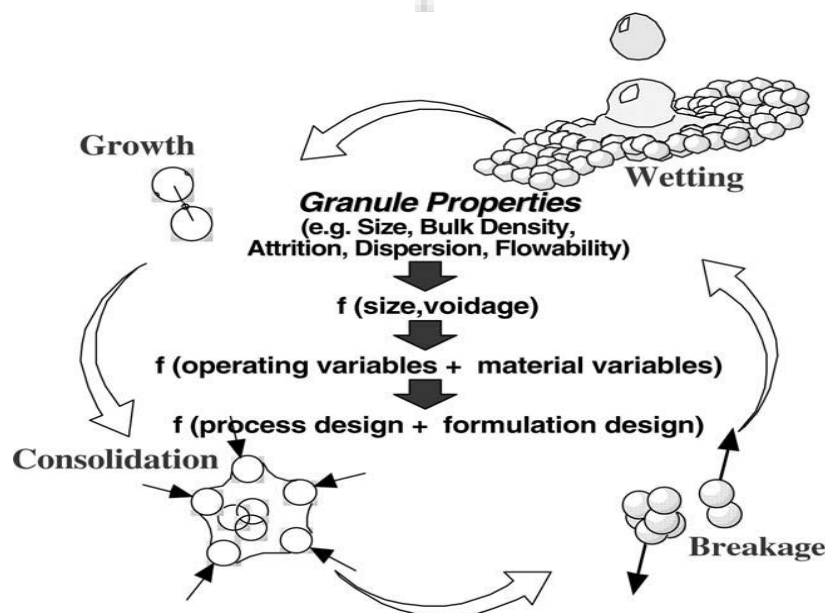 Growth
Wetting
Granule Properties
(e.g. Size, Bulk Density,
Attrition, Dispersion, Flowability)
f (size,voidage)
f (operating variables + material variables)
f (process design + formulation design)
Consolidation
Breakage